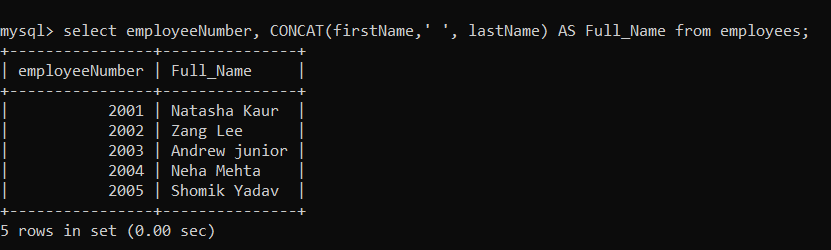 mysql> select employeeNumber, CONCAT(firstName,' ', lastName) AS Full_Name from employees;
+----------------+---------------+
| employeeNumber | Full_Name     |
+----------------+---------------+
|           2001 | Natasha Kaur  |
|           2002 | Zang Lee      |
|           2003 | Andrew junior |
|           2004 | Neha Mehta    |
|           2005 | Shomik Yadav  |
+----------------+---------------+
5 rows in set (0.00 sec)